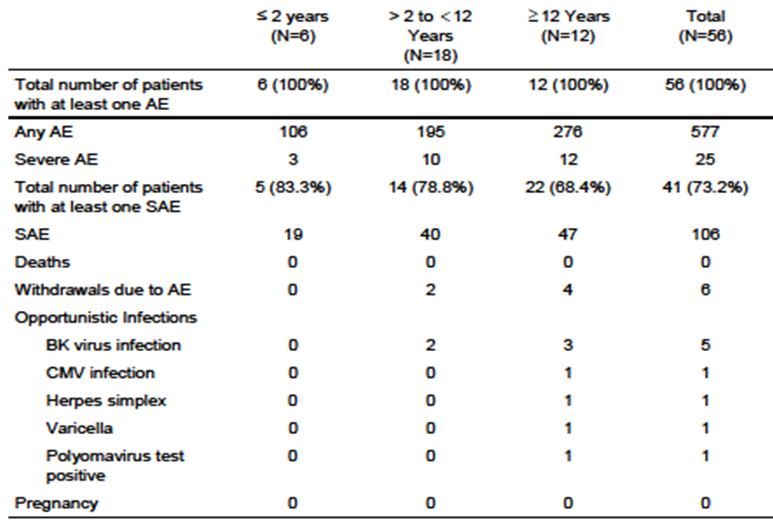 ≤ 2 years > 2 to <12 ≥ 12 Years Total
(N=6) Years (N=12) (N=56)
(N=18)
Total number of patients 6 (100%) 18 (100%) 12 (100%) 56 (100%)
with at least one AE
Any AE 106 195 276 577
Severe AE 3 10 12 25
Total number of patients 5 (83.3%) 14 (78.8%) 22 (68.4%) 41 (73.2%)
with at least one SAE
SAE 19 40 47 106
Deaths 0 0 0 0
Withdrawals due to AE 0 2 4 6
Opportunistic Infections
BK virus infection 0 2 3 5
CMV infection 0 0 1 1
Herpes simplex 0 0 1 1
Varicella 0 0 1 1
Polyomavirus test 0 0 1 1
positive
Pregnancy 0 0 0 0